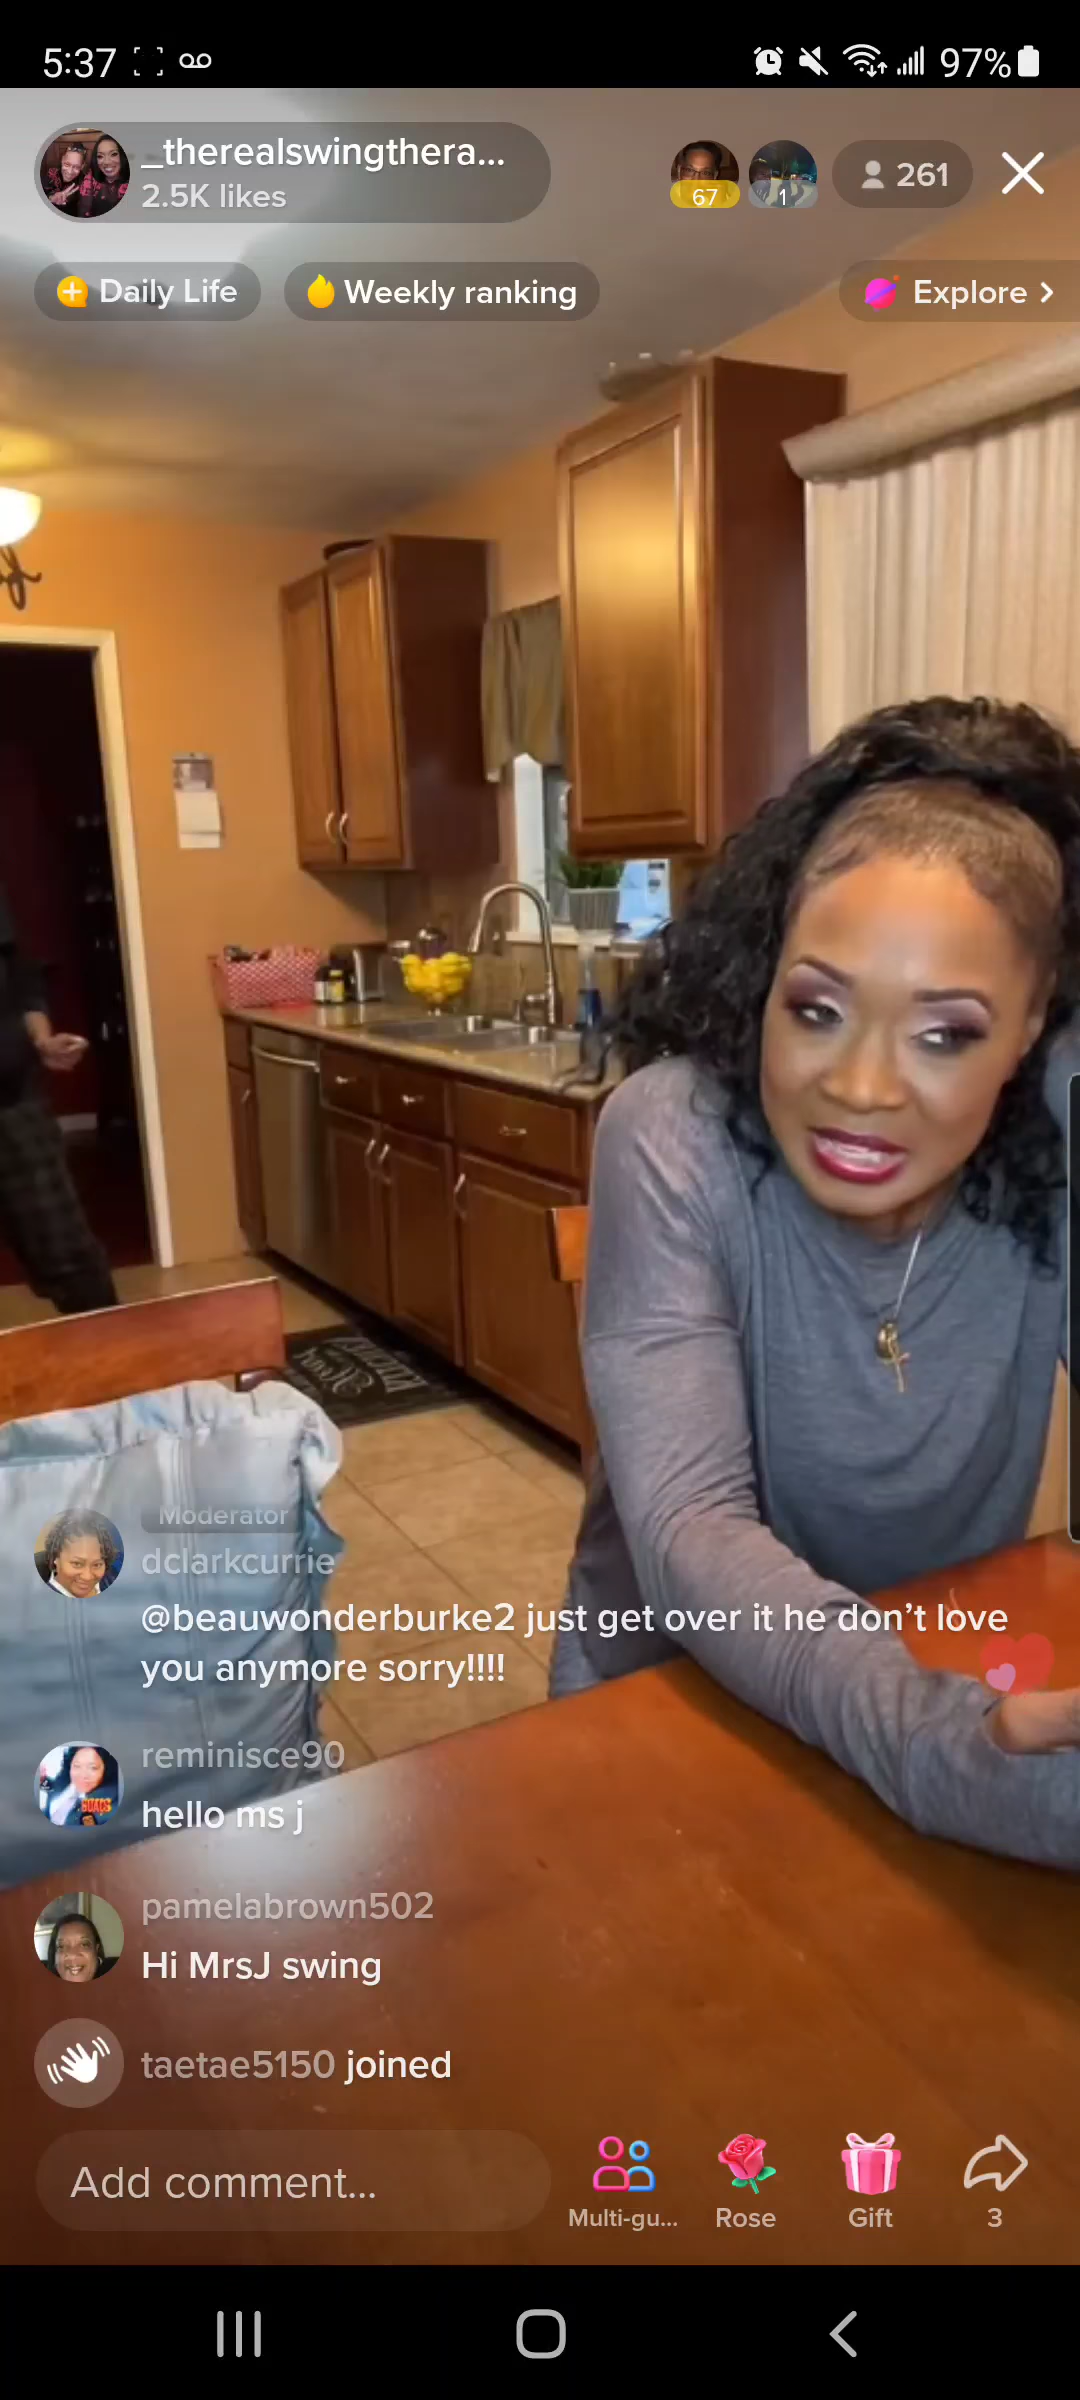 5:37
97%
_therealswingthera...
2.5K likes
67
1
261
Daily Life
Weekly ranking
Explore
Moderator
dclarkcurrie
@beauwonderburke2 just get over it he don’t love
you anymore sorry!!!!
reminisce90
hello ms j
pamelabrown502
Hi MrsJ swing
taetae5150 joined
Add comment...
Multi-gu...
Rose
Gift
3